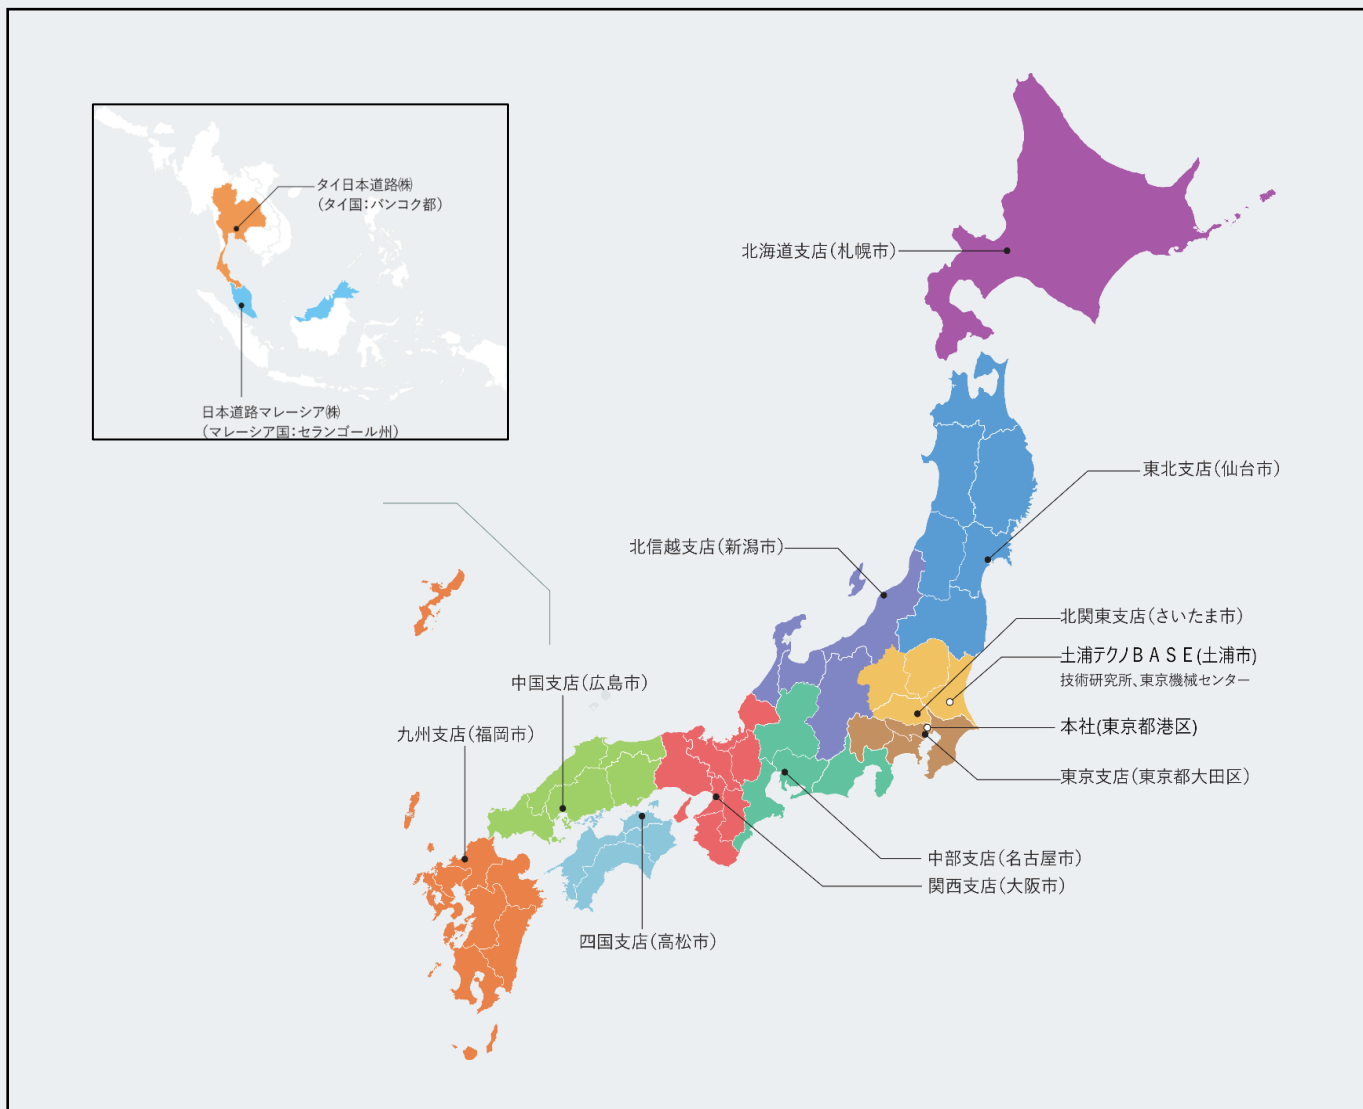 タイ日本道路㈱
(タイ国:バンコク都)
日本道路マレーシア㈱
(マレーシア国:セランゴール州)
北海道支店(札幌市)
東北支店(仙台市)
北信越支店(新潟市)
北関東支店(さいたま市)
土浦テクノBASE(土浦市)
技術研究所、東京機械センター
本社(東京都港区)
東京支店(東京都大田区)
中国支店(広島市)
九州支店(福岡市)
中部支店(名古屋市)
関西支店(大阪市)
四国支店(高松市)